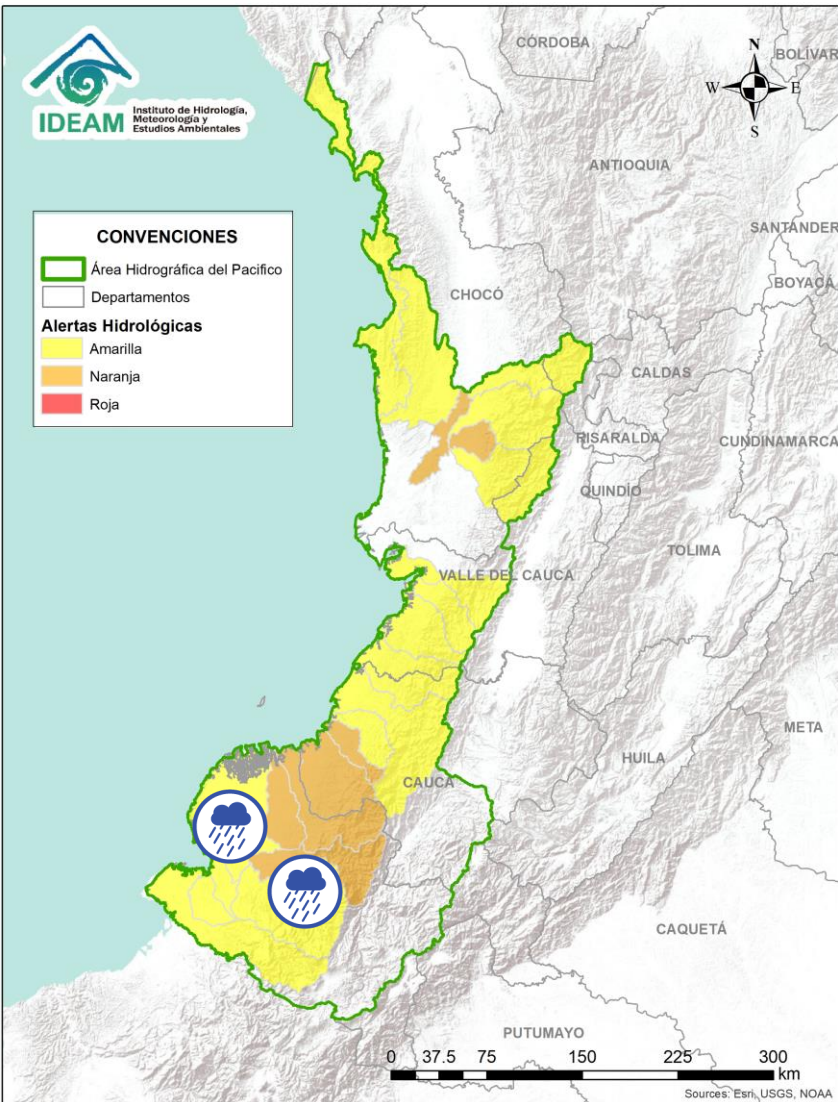 IDEAM
Instituto de Hidrología,
Meteorología y
Estudios Ambientales
CONVENCIONES
Área Hidrográfica del Pacifico
Departamentos
Alertas Hidrológicas
Amarilla
Naranja
Roja
N
W E
S
CÓRDOBA
BOLÍVAR
ANTIOQUIA
SANTANDER
BOYACÁ
CHOCÓ
CALDAS
RISARALDA
CUNDINAMARCA
QUINDÍO
TOLIMA
VALLE DEL CAUCA
META
HUILA
CAUCA
CAQUETÁ
PUTUMAYO
0 37.5 75 150 225 300
km
Sources: Esri, USGS, NOAA